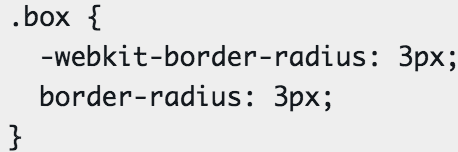 .box {
  -webkit-border-radius: 3px;
  border-radius: 3px;
}